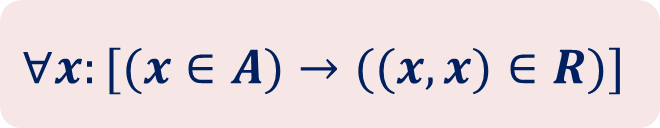 ∀x: [(x ∈ A) → ((x, x) ∈ R)]